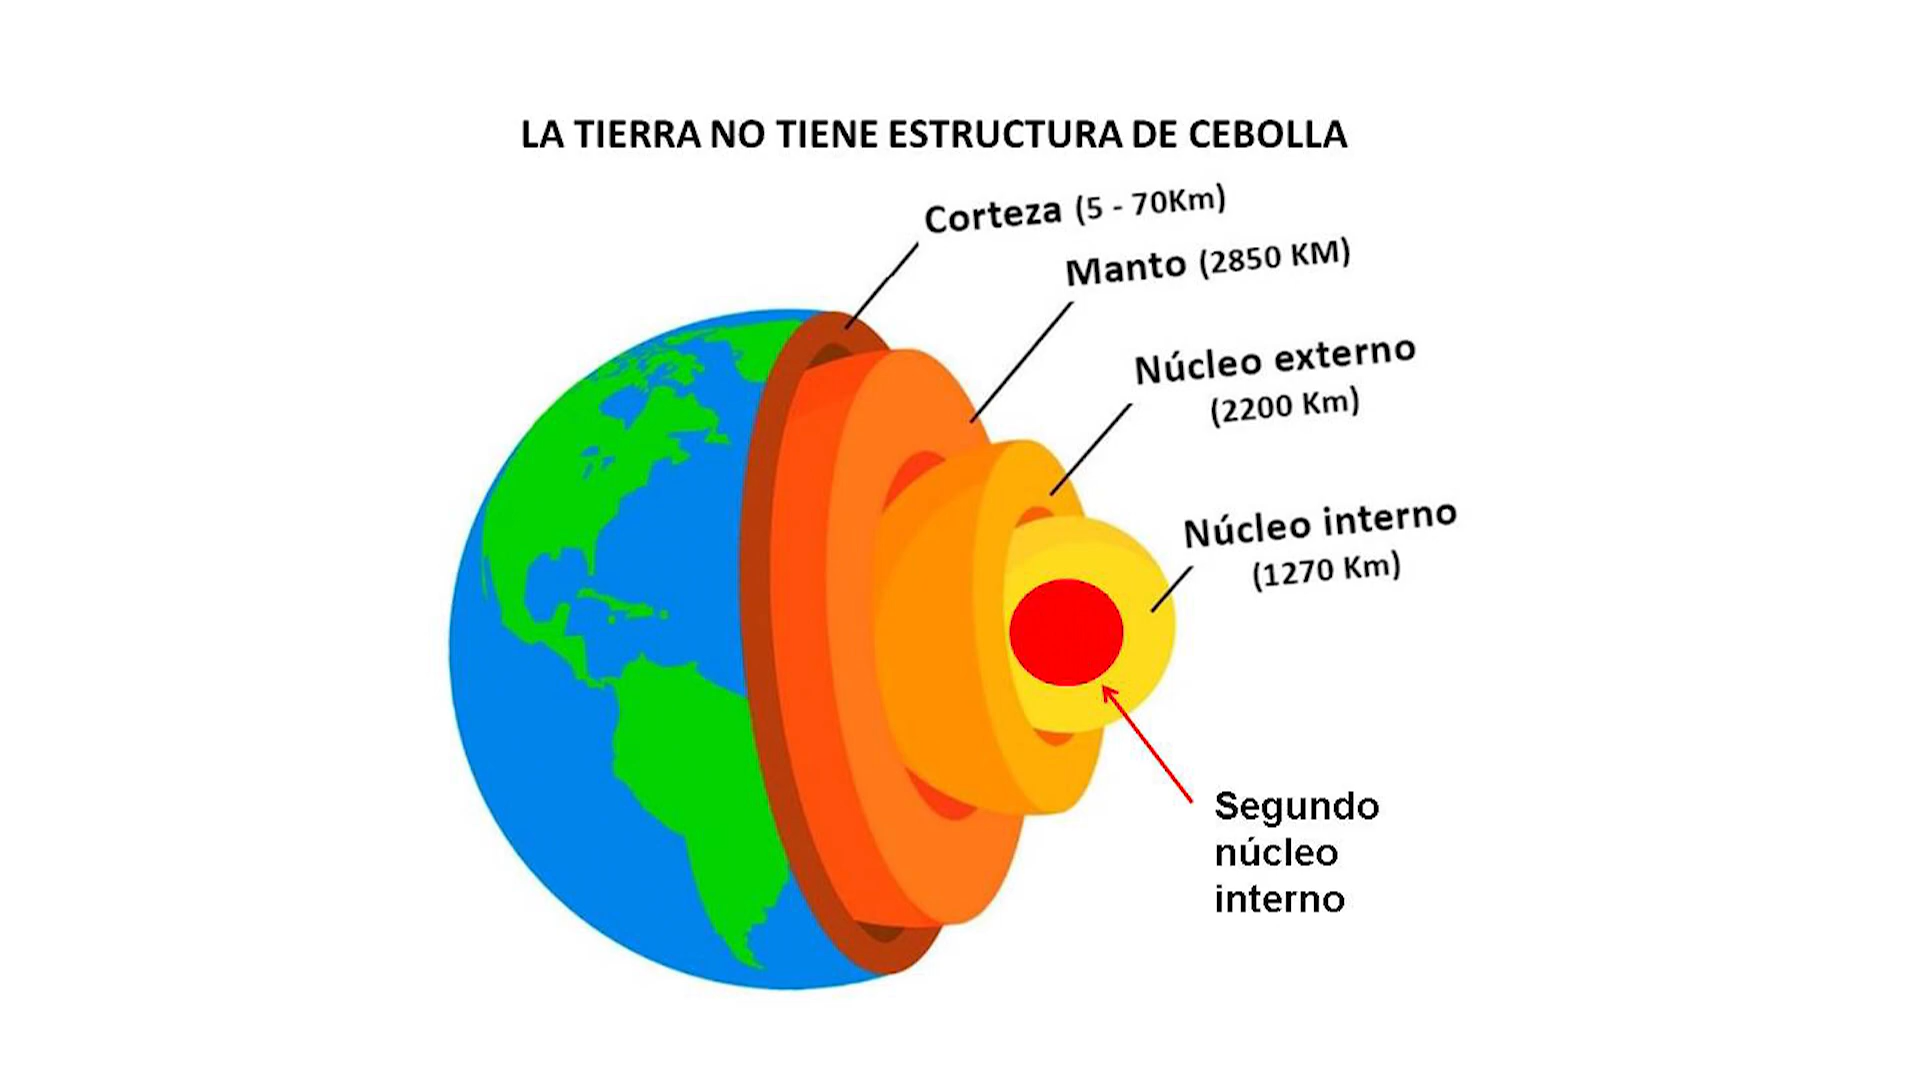 LA TIERRA NO TIENE ESTRUCTURA DE CEBOLLA
Corteza (5 - 70Km)
Manto (2850 KM)
Núcleo externo
(2200 Km)
Núcleo interno
(1270 Km)
Segundo
núcleo
interno